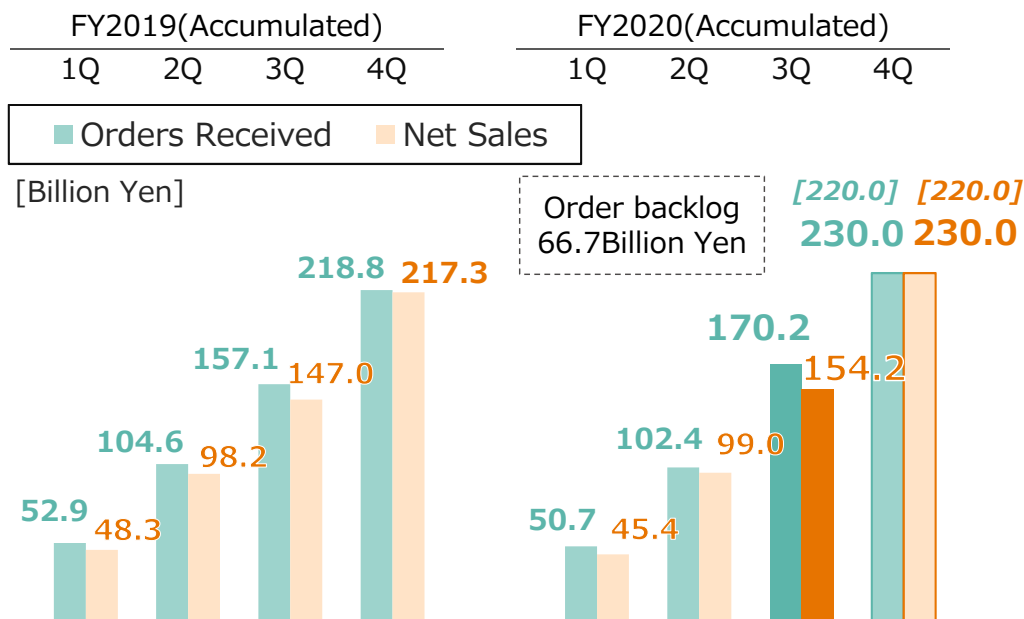 FY2019(Accumulated)
1Q 2Q 3Q 4Q
FY2020(Accumulated)
1Q 2Q 3Q 4Q
Orders Received Net Sales
[Billion Yen]
Order backlog
66.7Billion Yen
[220.0] [220.0]
230.0 230.0
218.8 217.3
157.1
147.0
104.6
98.2
52.9
48.3
170.2
154.2
102.4
99.0
50.7
45.4